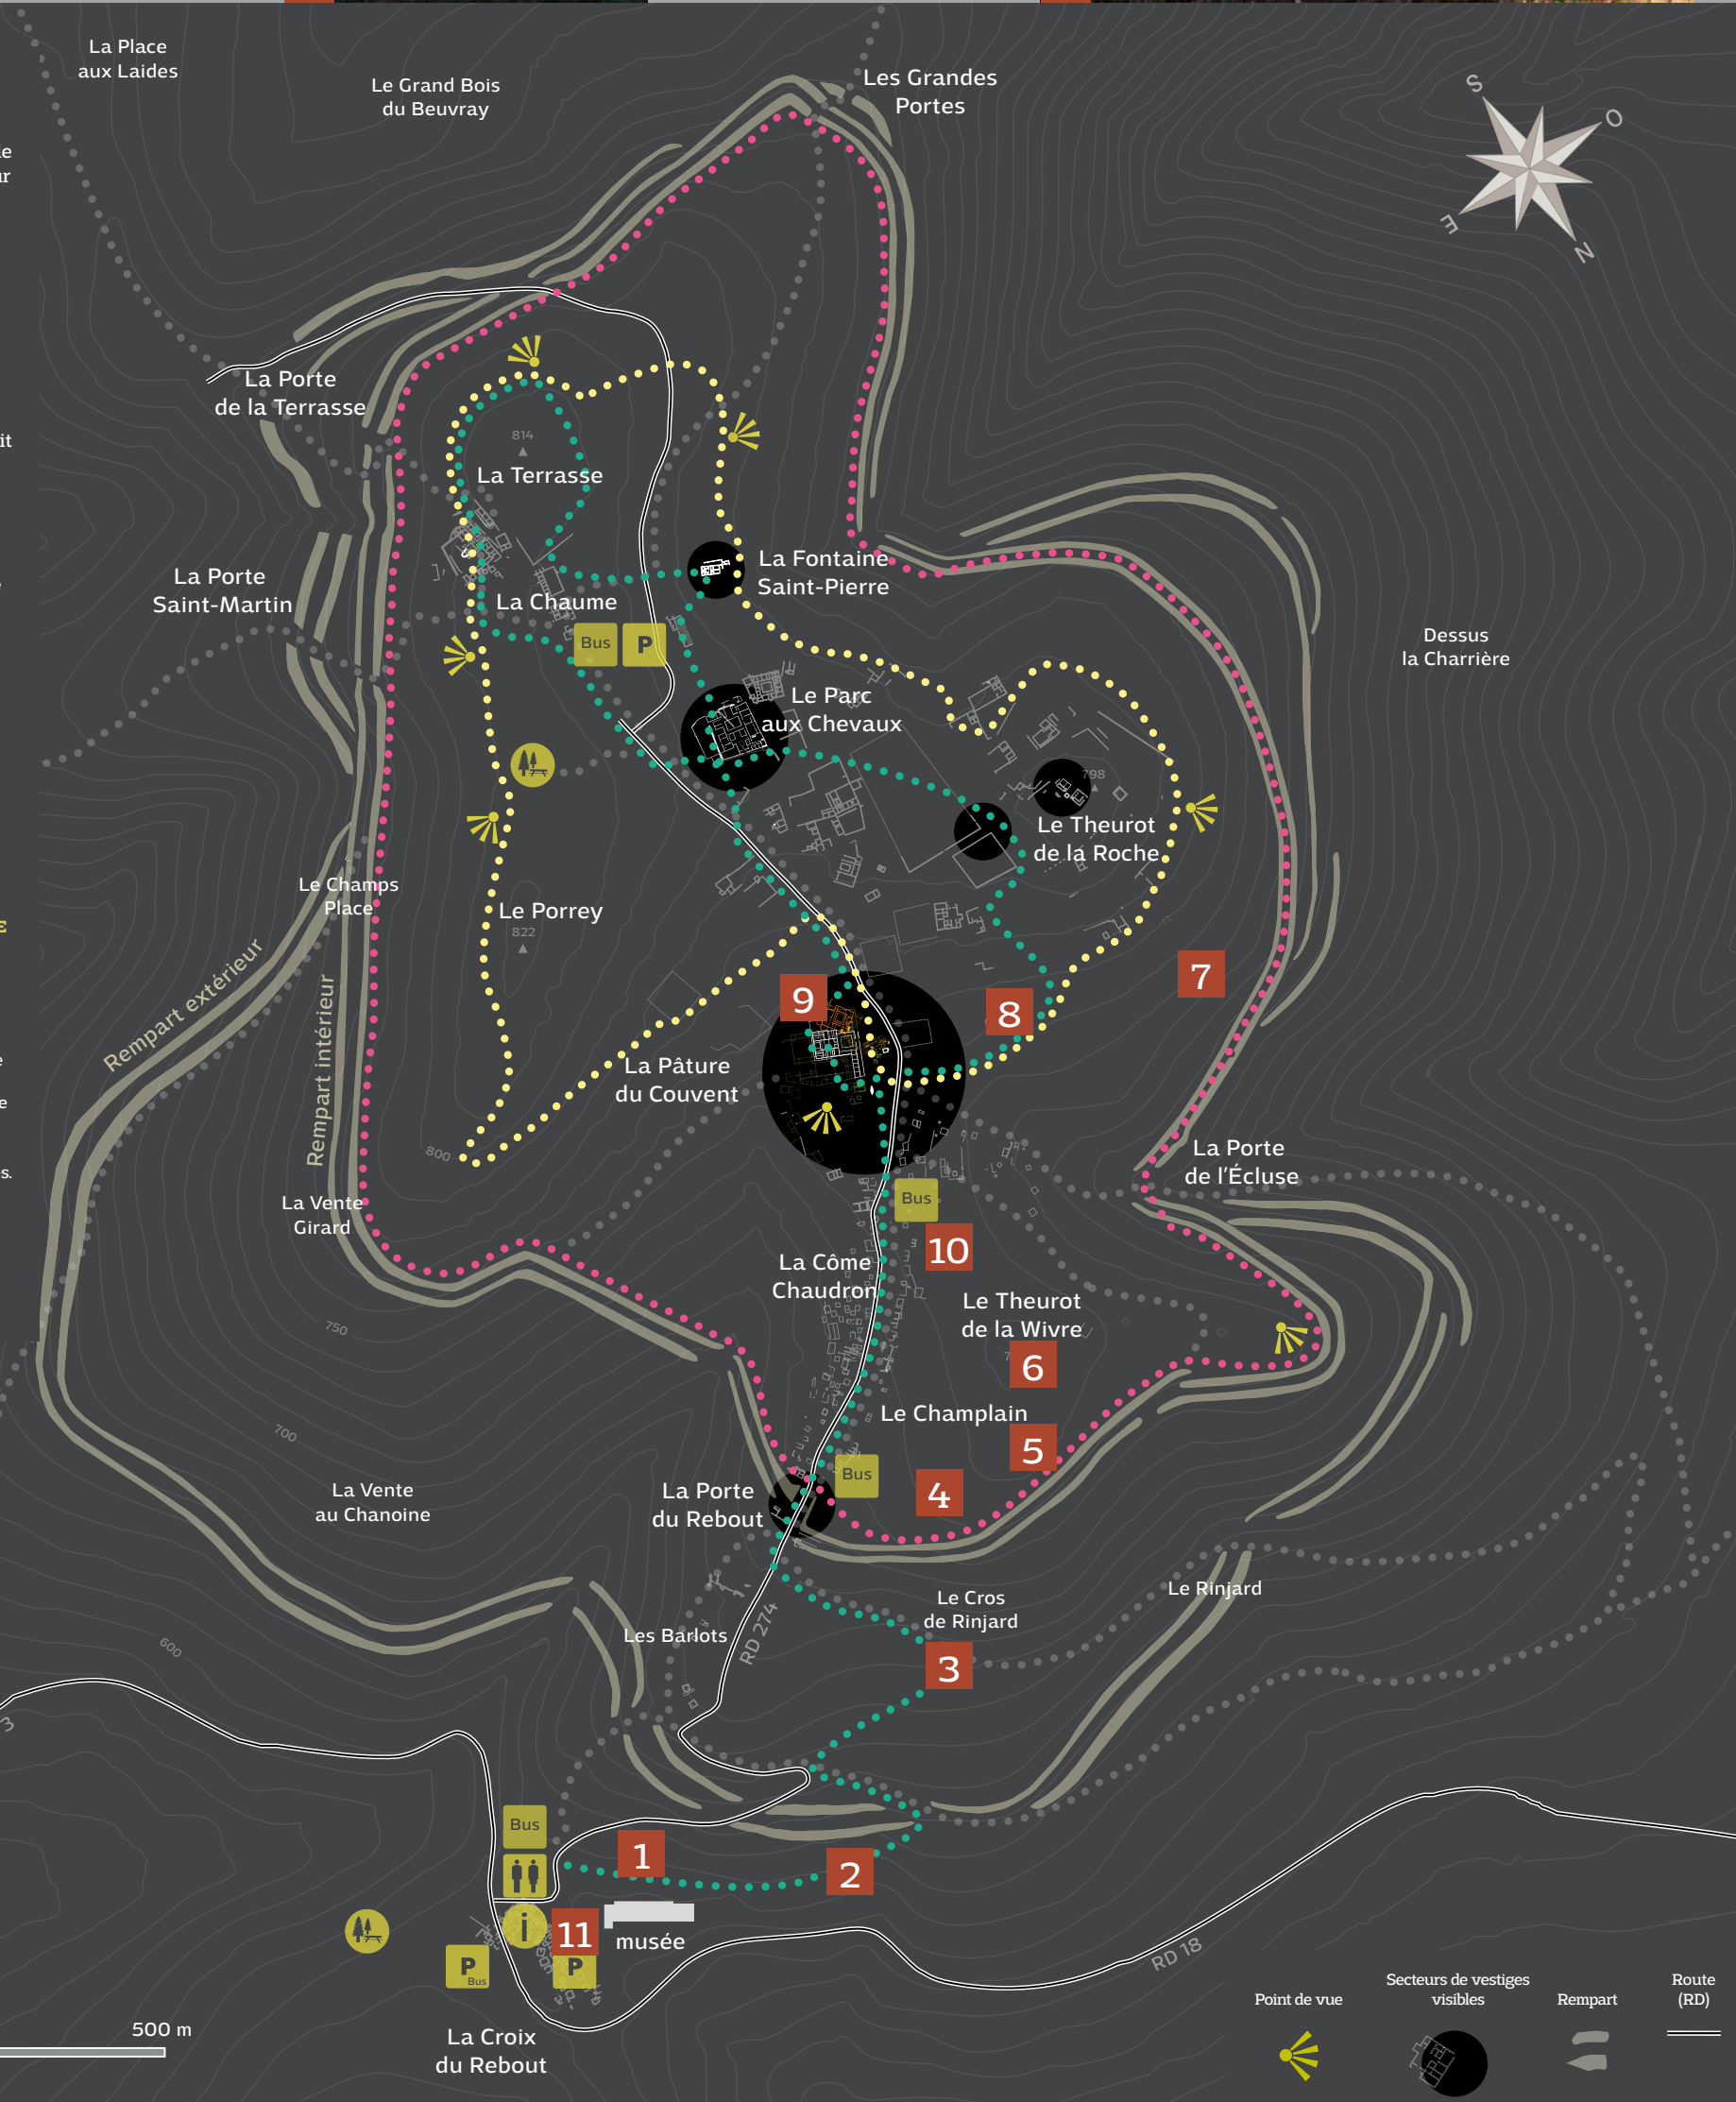 La Place
aux Laides
Le Grand Bois
du Beuvray
Les Grandes
Portes
S
O
E
N
it
La Porte
de la Terrasse
814
La Terrasse
La Porte
Saint-Martin
La Fontaine
Saint-Pierre
La Chaume
Bus
P
Dessus
la Charrière
Le Parc
aux Chevaux
798
Le Theurot
de la Roche
Le Champs
Place
Le Porrey
822
E
Rempart extérieur
Rempart intérieur
7
9
8
La Pâture
du Couvent
800
s.
La Porte
de l'Écluse
La Vente
Girard
Bus
10
La Côme
Chaudron
Le Theurot
de la Wivre
6
750
Le Champlain
5
700
Bus
4
La Vente
au Chanoine
La Porte
du Rebout
Le Rinjard
Le Cros
de Rinjard
Les Barlots
RD 274
600
3
3
Bus
1
2
i
11
musée
P
Bus
P
RD 18
500 m
La Croix
du Rebout
Point de vue
Secteurs de vestiges
visibles
Rempart
Route
(RD)